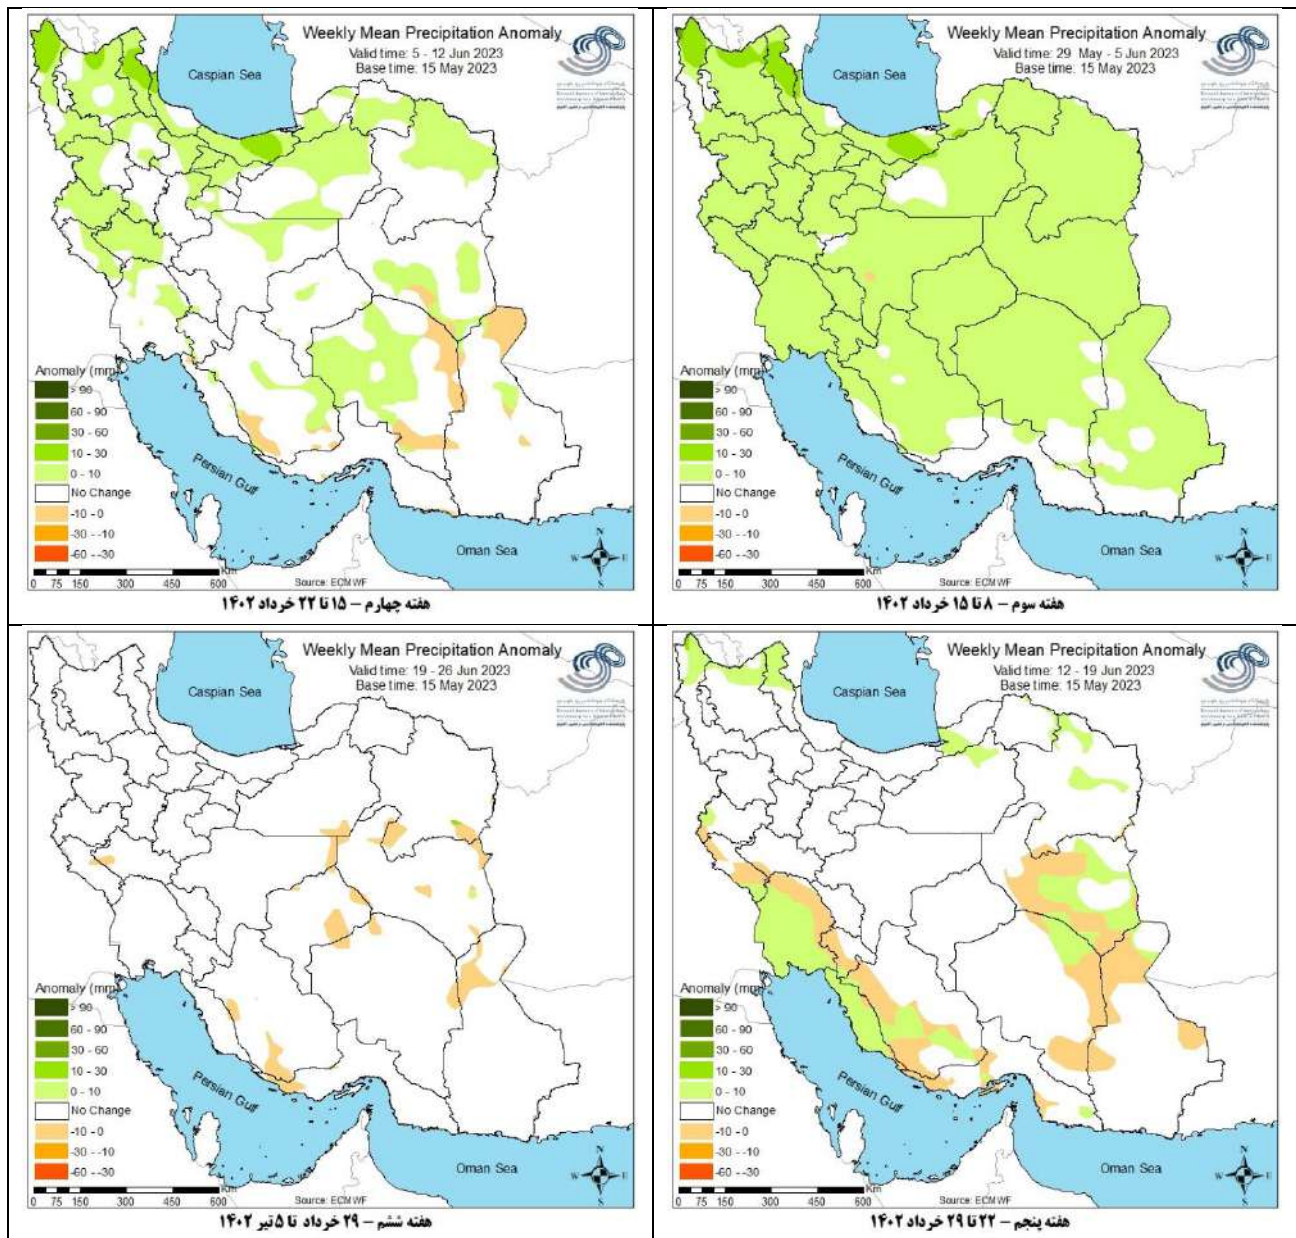 Weekly Mean Precipitation Anomaly
Valid time: 5 - 12 Jun 2023
Base time: 15 May 2023
Caspian Sea
Anomaly (mm)
> 90
60 - 90
30 - 60
10 - 30
0 - 10
No Change
-10 - 0
-30 - -10
-60 - -30
Persian Gulf
Oman Sea
N
W E
S
Km
0 75 150 300 450 600
Source: ECMWF
هفته چهارم – ۱۵ تا ۲۲ خرداد ۱۴۰۲
Weekly Mean Precipitation Anomaly
Valid time: 29 May - 5 Jun 2023
Base time: 15 May 2023
Caspian Sea
Anomaly (mm)
> 90
60 - 90
30 - 60
10 - 30
0 - 10
No Change
-10 - 0
-30 - -10
-60 - -30
Persian Gulf
Oman Sea
N
W E
S
Km
0 75 150 300 450 600
Source: ECMWF
هفته سوم – ۸ تا ۱۵ خرداد ۱۴۰۲
Weekly Mean Precipitation Anomaly
Valid time: 19 - 26 Jun 2023
Base time: 15 May 2023
Caspian Sea
Anomaly (mm)
> 90
60 - 90
30 - 60
10 - 30
0 - 10
No Change
-10 - 0
-30 - -10
-60 - -30
Persian Gulf
Oman Sea
N
W E
S
Km
0 75 150 300 450 600
Source: ECMWF
هفته ششم – ۲۹ خرداد تا ۵ تیر ۱۴۰۲
Weekly Mean Precipitation Anomaly
Valid time: 12 - 19 Jun 2023
Base time: 15 May 2023
Caspian Sea
Anomaly (mm)
> 90
60 - 90
30 - 60
10 - 30
0 - 10
No Change
-10 - 0
-30 - -10
-60 - -30
Persian Gulf
Oman Sea
N
W E
S
Km
0 75 150 300 450 600
Source: ECMWF
هفته پنجم – ۲۲ تا ۲۹ خرداد ۱۴۰۲